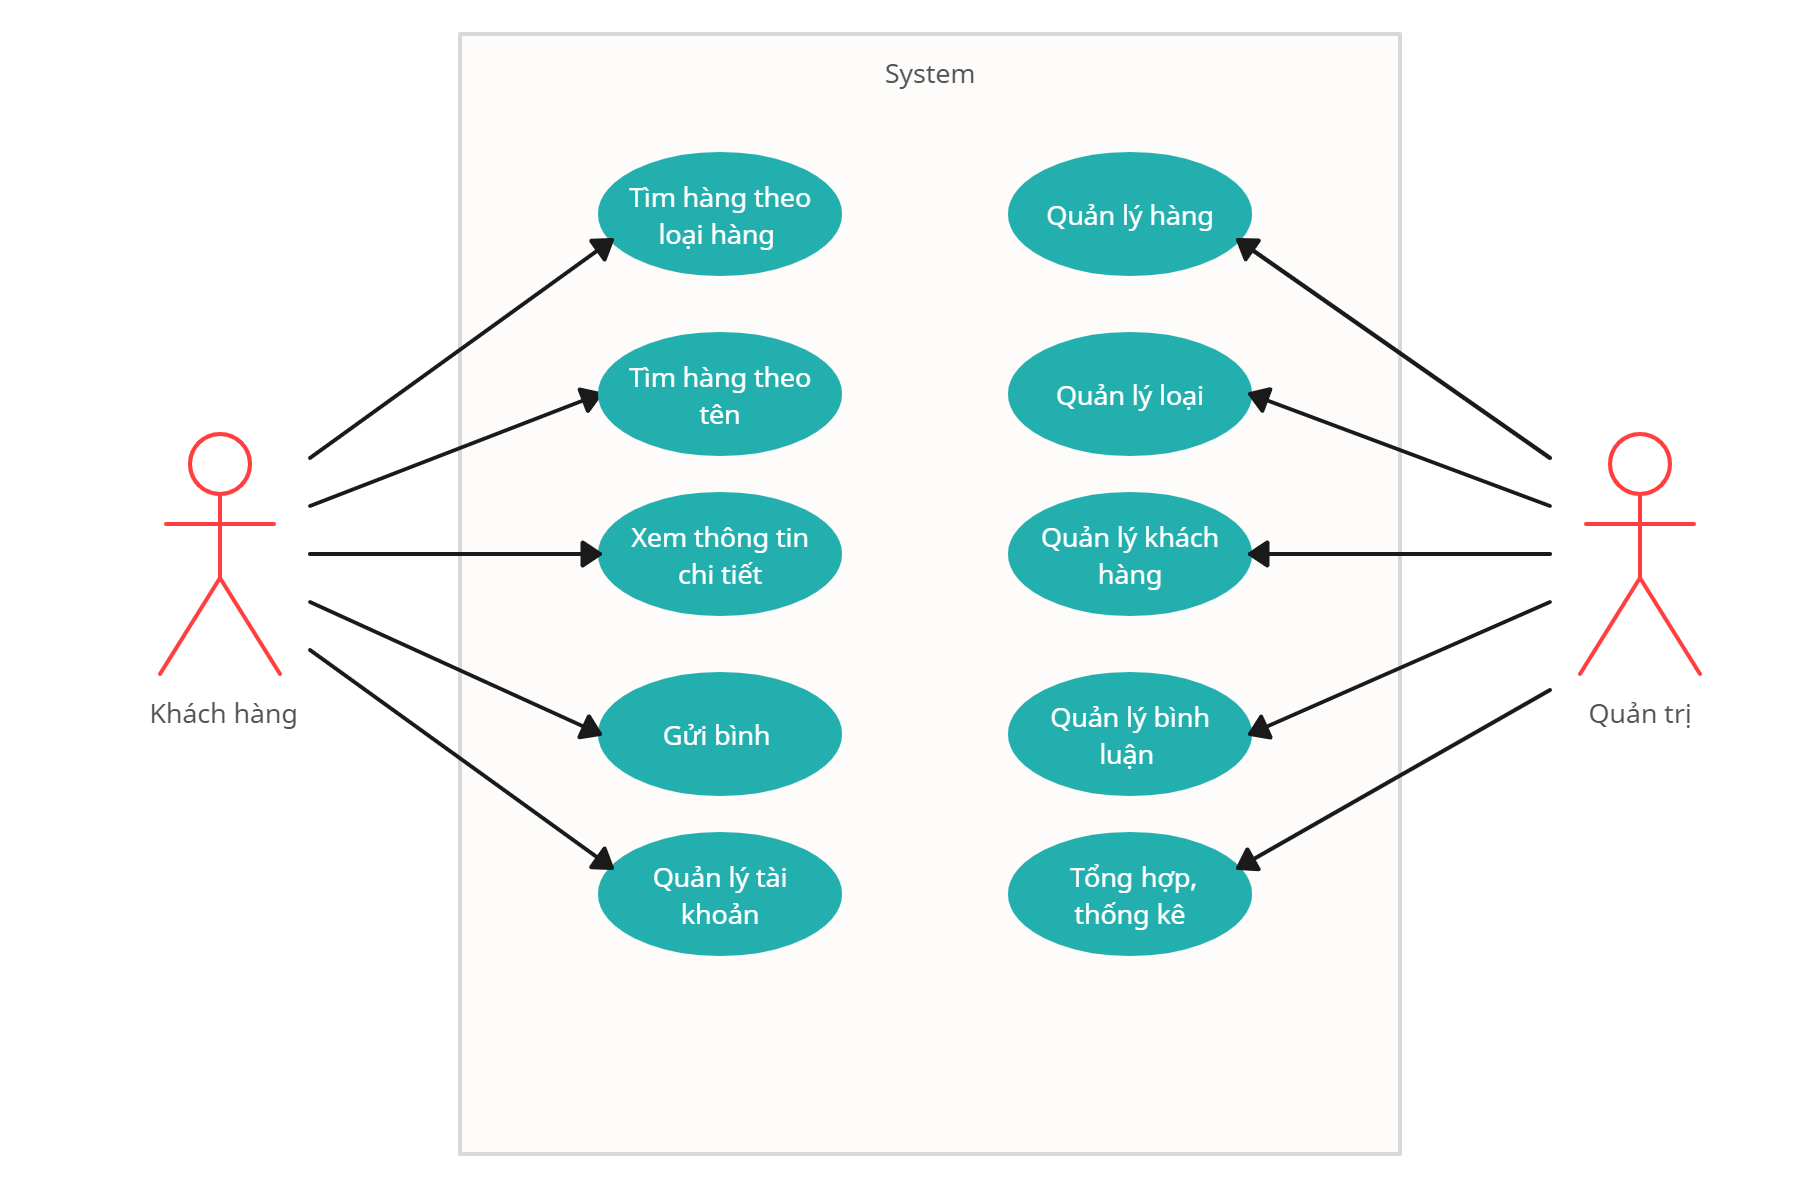 System
Tìm hàng theo
loại hàng
Quản lý hàng
Tìm hàng theo
tên
Quản lý loại
Xem thông tin
chi tiết
Quản lý khách
hàng
Khách hàng
Quản trị
Gửi bình
Quản lý bình
luận
Quản lý tài
khoản
Tổng hợp,
thống kê